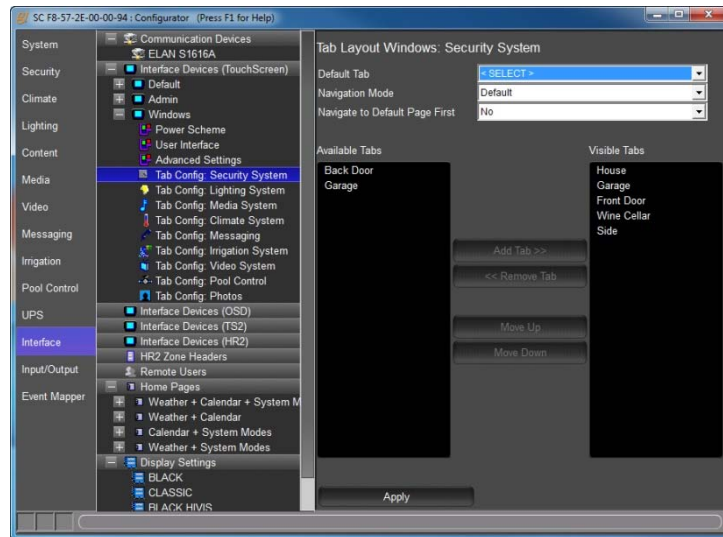 SC F8-57-2E-00-00-94 : Configurator (Press F1 for Help)
System
Security
Climate
Lighting
Content
Media
Video
Messaging
Irrigation
Pool Control
UPS
Interface
Input/Output
Event Mapper
Communication Devices
ELAN S1616A
Interface Devices (TouchScreen)
Default
Admin
Windows
Power Scheme
User Interface
Advanced Settings
Tab Config: Security System
Tab Config: Lighting System
Tab Config: Media System
Tab Config: Climate System
Tab Config: Messaging
Tab Config: Irrigation System
Tab Config: Video System
Tab Config: Pool Control
Tab Config: Photos
Interface Devices (OSD)
Interface Devices (TS2)
Interface Devices (HR2)
HR2 Zone Headers
Remote Users
Home Pages
Weather + Calendar + System M
Weather + Calendar
Calendar + System Modes
Weather + System Modes
Display Settings
BLACK
CLASSIC
BLACK HIVIS
Tab Layout Windows: Security System
Default Tab < SELECT >
Navigation Mode Default
Navigate to Default Page First No
Available Tabs
Back Door
Garage
Add Tab >>
<< Remove Tab
Move Up
Move Down
Visible Tabs
House
Garage
Front Door
Wine Cellar
Side
Apply